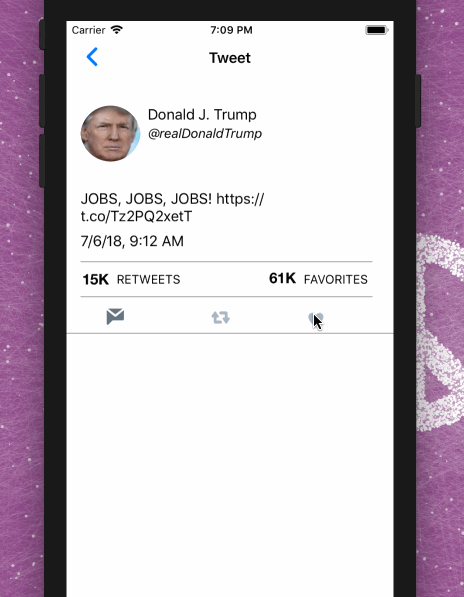 Carrier 7:09 PM
Tweet
Donald J. Trump
@realDonaldTrump
JOBS, JOBS, JOBS! https://
t.co/Tz2PQ2xetT
7/6/18, 9:12 AM
15K RETWEETS 61K FAVORITES